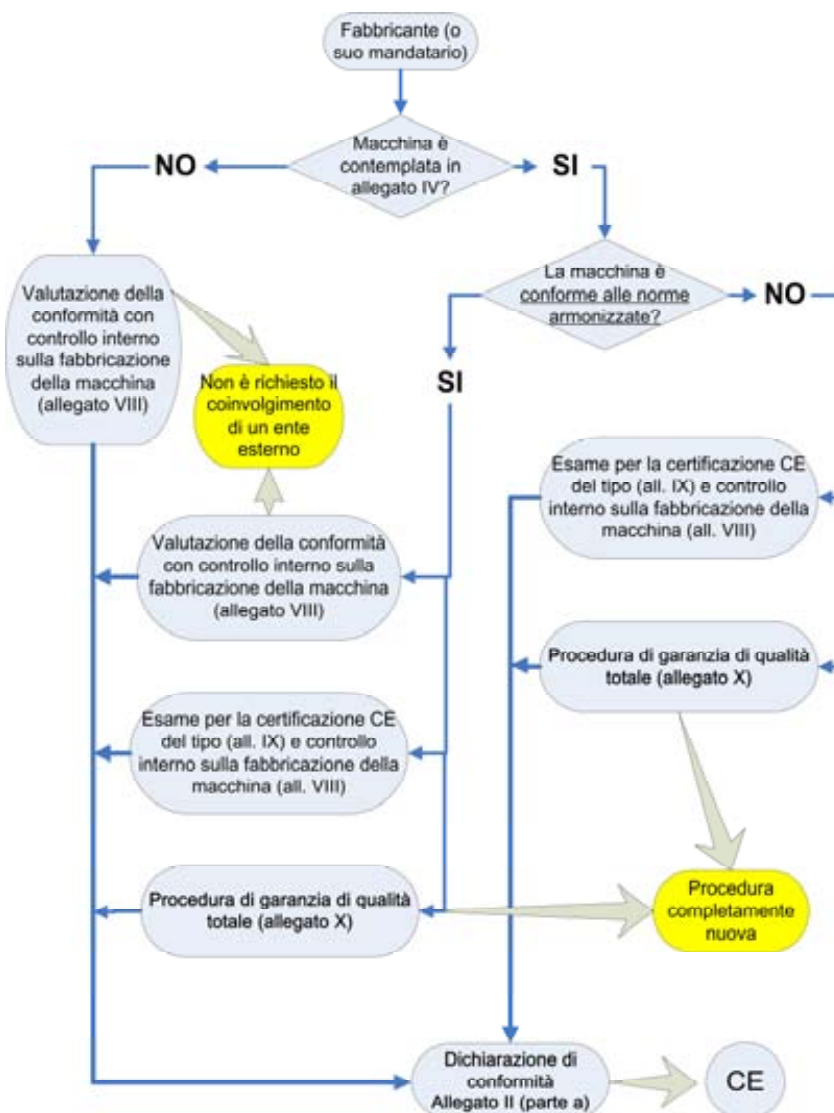 Fabbricante (o
suo mandatario)
Macchina è
contemplata in
allegato IV?
NO
SI
La macchina è
conforme alle norme
armonizzate?
NO
SI
Valutazione della
conformità con
controllo interno
sulla fabbricazione
della macchina
(allegato VIII)
Non è richiesto il
coinvolgimento
di un ente
esterno
Esame per la certificazione CE
del tipo (all. IX) e controllo
interno sulla fabbricazione della
macchina (all. VIII)
Valutazione della conformità
con controllo interno sulla
fabbricazione della macchina
(allegato VIII)
Procedura di garanzia di qualità
totale (allegato X)
Esame per la certificazione CE
del tipo (all. IX) e controllo
interno sulla fabbricazione della
macchina (all. VIII)
Procedura di garanzia di qualità
totale (allegato X)
Procedura
completamente
nuova
Dichiarazione di
conformità
Allegato II (parte a)
CE